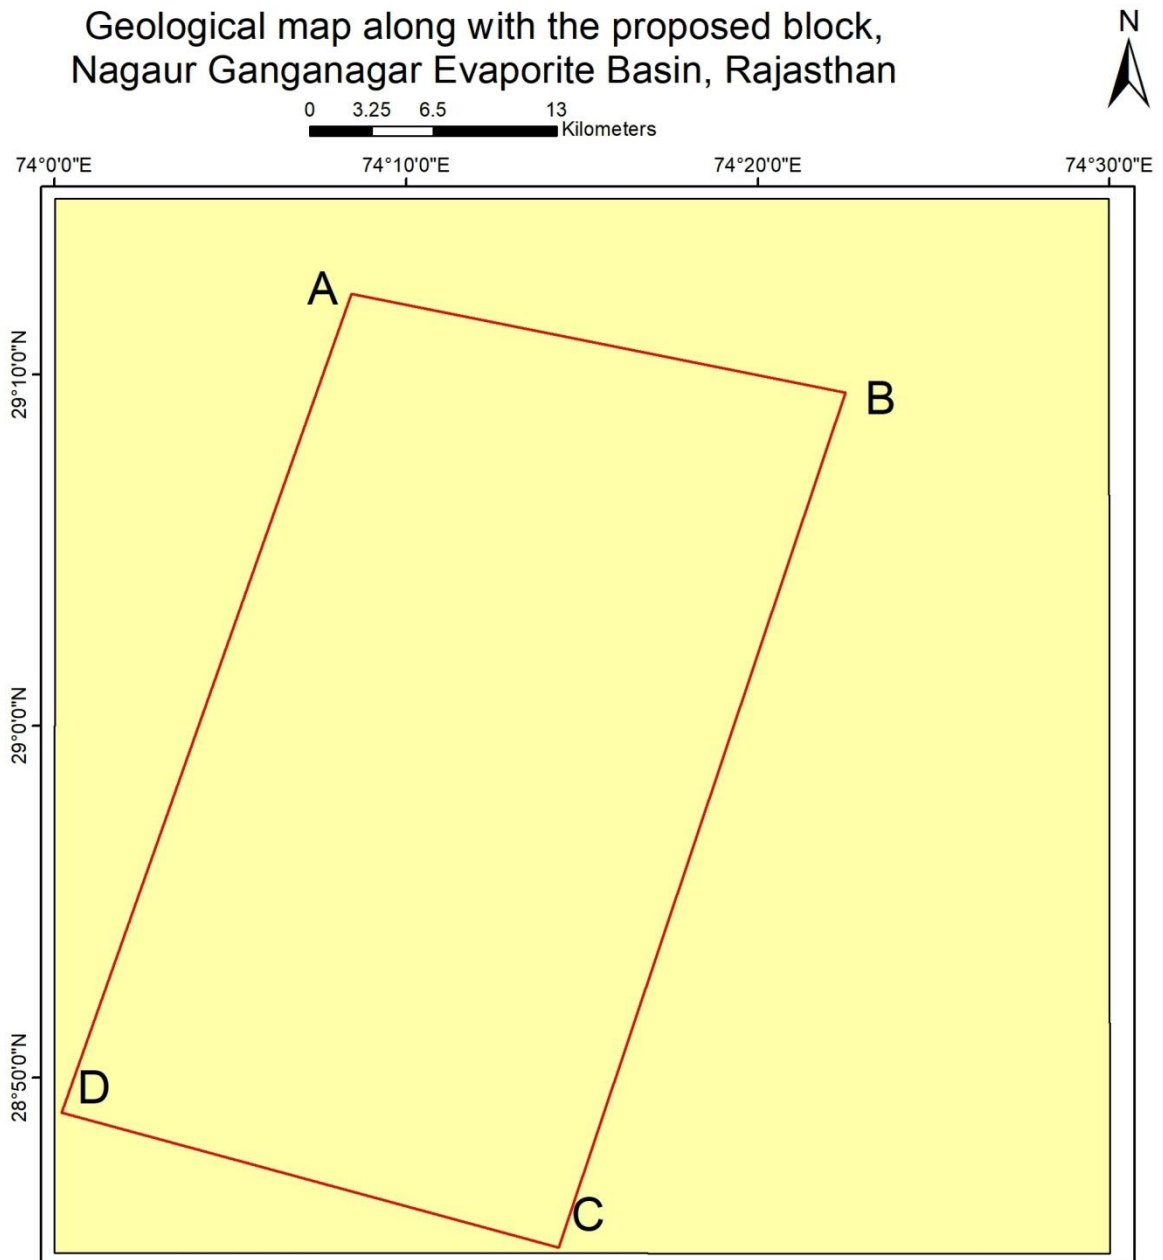 Geological map along with the proposed block,
Nagaur Ganganagar Evaporite Basin, Rajasthan
N
0 3.25 6.5 13
Kilometers
74°0'0"E 74°10'0"E 74°20'0"E 74°30'0"E
A
29°10'0"N
B
29°0'0"N
28°50'0"N
D
C